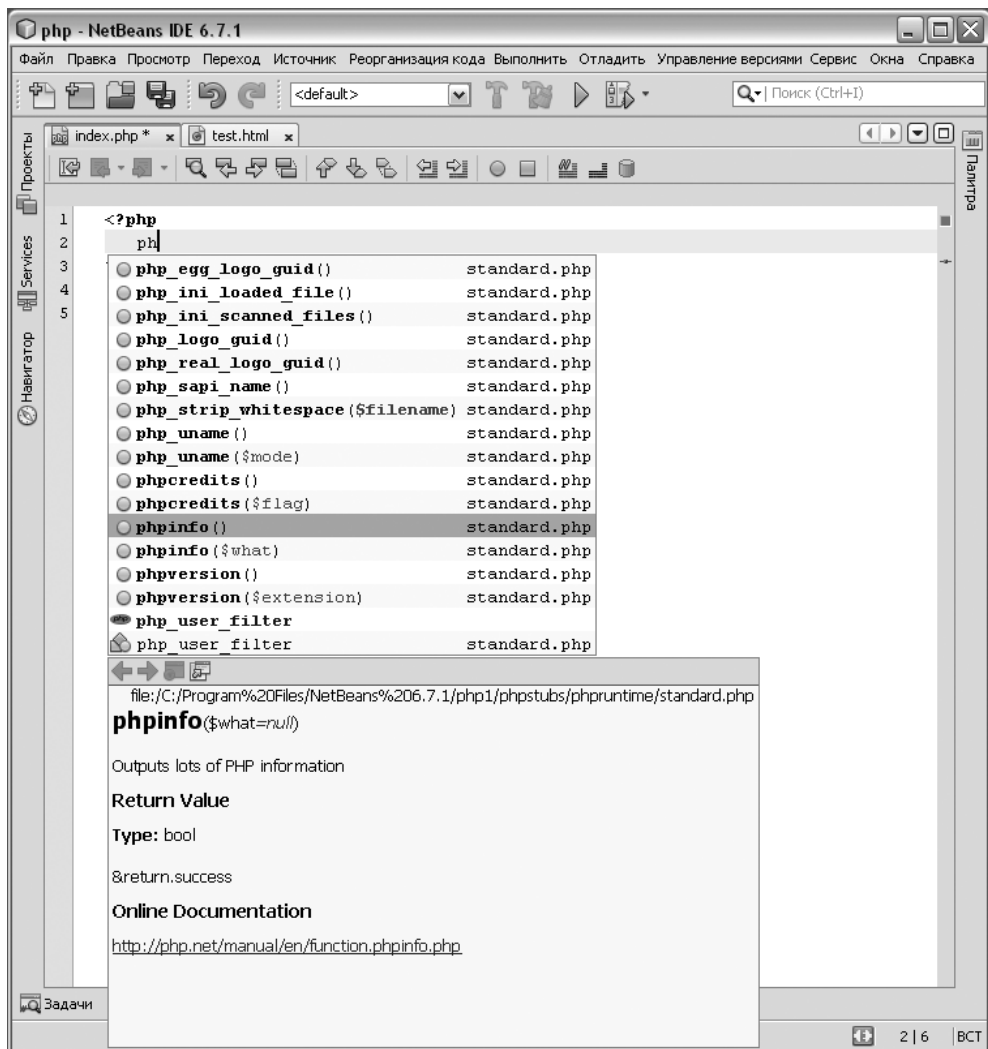 php - NetBeans IDE 6.7.1
Файл Правка Просмотр Переход Источник Реорганизация кода Выполнить Отладить Управление версиями Сервис Окна Справка
<default>
Поиск (Ctrl+I)
index.php * x test.html x
Проекты
Services
Навигатор
Палитра
1 <?php
2 ph
3
4
5
php_egg_logo_guid() standard.php
php_ini_loaded_file() standard.php
php_ini_scanned_files() standard.php
php_logo_guid() standard.php
php_real_logo_guid() standard.php
php_sapi_name() standard.php
php_strip_whitespace($filename) standard.php
php_uname() standard.php
php_uname($mode) standard.php
phpcredits() standard.php
phpcredits($flag) standard.php
phpinfo() standard.php
phpinfo($what) standard.php
phpversion() standard.php
phpversion($extension) standard.php
php_user_filter
php_user_filter standard.php
file:/C:/Program%20Files/NetBeans%206.7.1/php1/phpstubs/phpruntime/standard.php
phpinfo($what=null)
Outputs lots of PHP information
Return Value
Type: bool
&return.success
Online Documentation
http://php.net/manual/en/function.phpinfo.php
Задачи
2 | 6 ВСТ